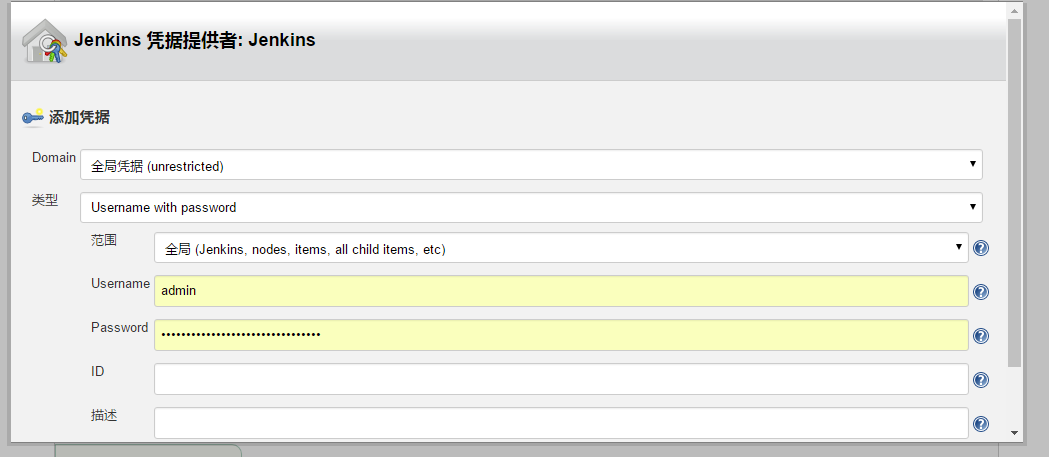 Jenkins 凭据提供者: Jenkins
添加凭据
Domain 全局凭据 (unrestricted)
类型 Username with password
范围 全局 (Jenkins, nodes, items, all child items, etc)
Username admin
Password ••••••••••••••••••••••••••••••••
ID
描述